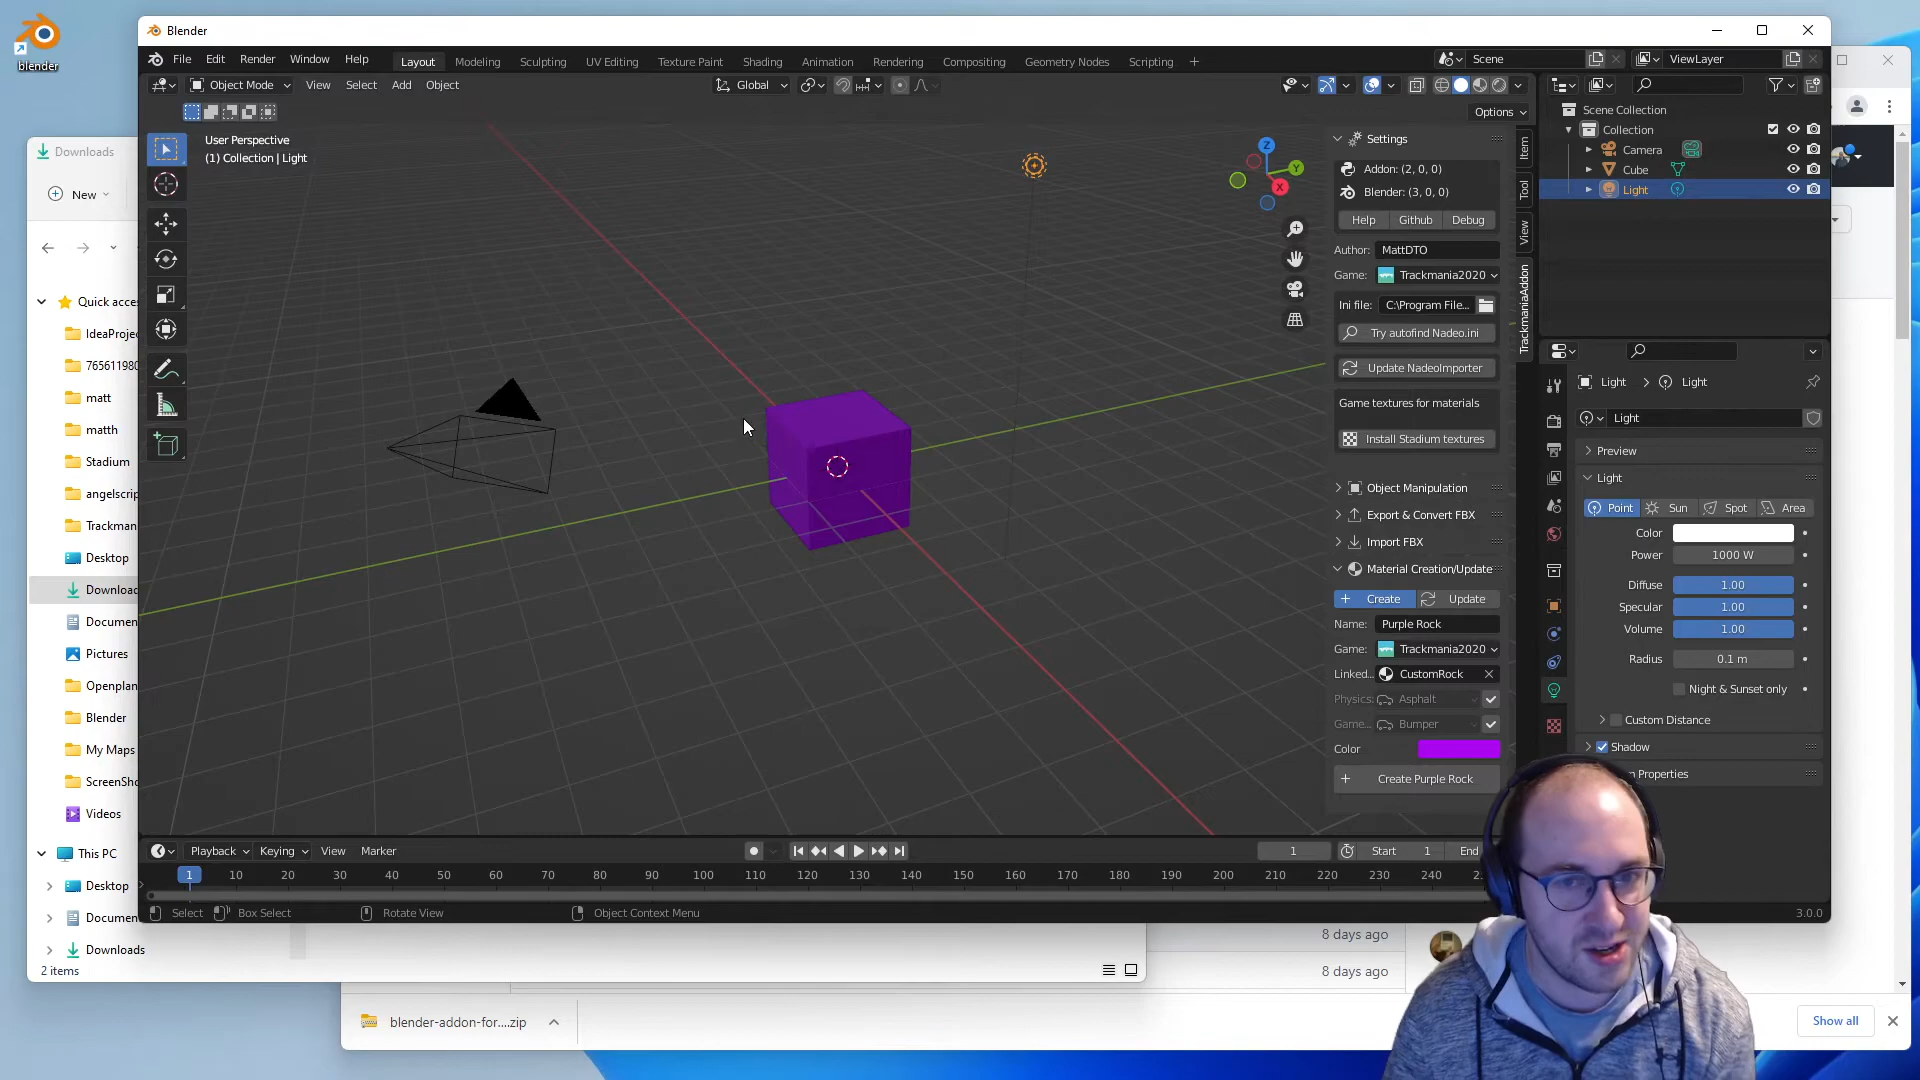 blender
Blender
File Edit Render Window Help
Layout Modeling Sculpting UV Editing Texture Paint Shading Animation Rendering Compositing Geometry Nodes Scripting +
Scene
ViewLayer
Object Mode View Select Add Object
Global
Options
User Perspective
(1) Collection | Light
Z
Y
X
Settings
Addon: (2, 0, 0)
Blender: (3, 0, 0)
Help Github Debug
Author: MattDTO
Game: Trackmania2020
Ini file: C:\Program File...
Try autofind Nadeo.ini
Update NadeoImporter
Game textures for materials
Install Stadium textures
Object Manipulation
Export & Convert FBX
Import FBX
Material Creation/Update
Create Update
Name: Purple Rock
Game: Trackmania2020
Linked... CustomRock
Physics: Asphalt
Game... Bumper
Color
Create Purple Rock
Item
Tool
View
TrackmaniaAddon
Scene Collection
Collection
Camera
Cube
Light
Light > Light
Light
Preview
Light
Point Sun Spot Area
Color
Power 1000 W
Diffuse 1.00
Specular 1.00
Volume 1.00
Radius 0.1 m
Night & Sunset only
Custom Distance
Shadow
Properties
Downloads
New
Quick acce
IdeaProje
76561198
matt
matth
Stadium
angelscrip
Trackman
Desktop
Download
Documen
Pictures
Openplan
Blender
My Maps
ScreenSho
Videos
This PC
Desktop
Documen
Downloads
2 items
Playback Keying View Marker
1 Start 1 End
1 10 20 30 40 50 60 70 80 90 100 110 120 130 140 150 160 170 180 190 200 210 220 230 240
Select Box Select Rotate View Object Context Menu
3.0.0
8 days ago
8 days ago
blender-addon-for....zip
Show all